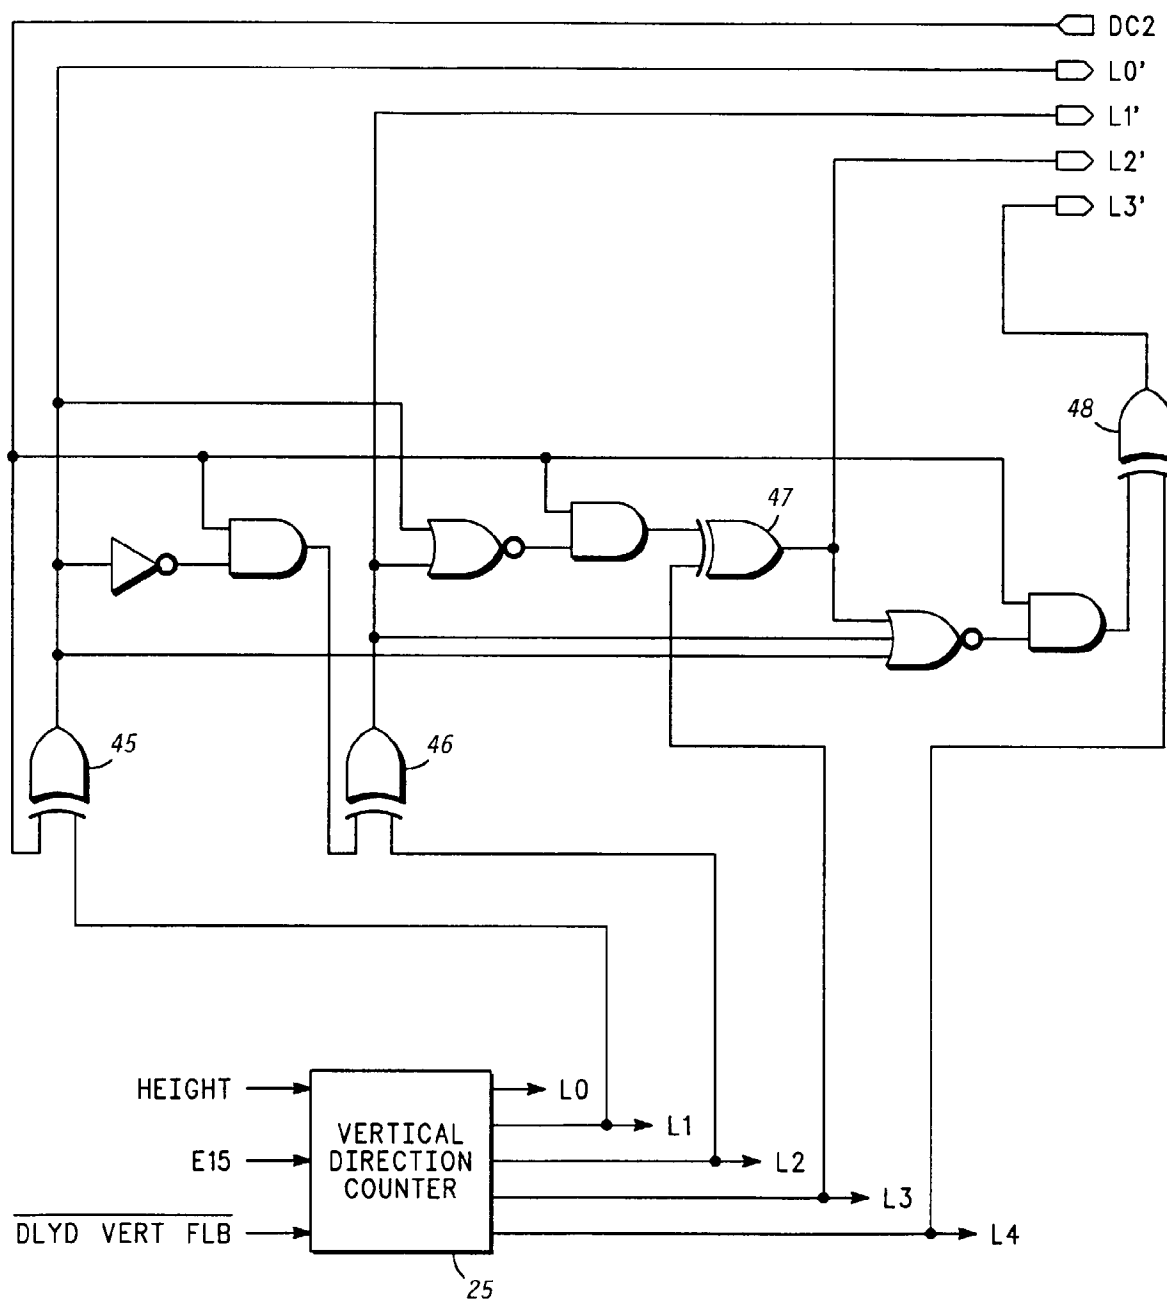 DC2
L0'
L1'
L2'
L3'
48
47
45
46
HEIGHT
E15
DLYD VERT FLB
VERTICAL
DIRECTION
COUNTER
L0
L1
L2
L3
L4
25